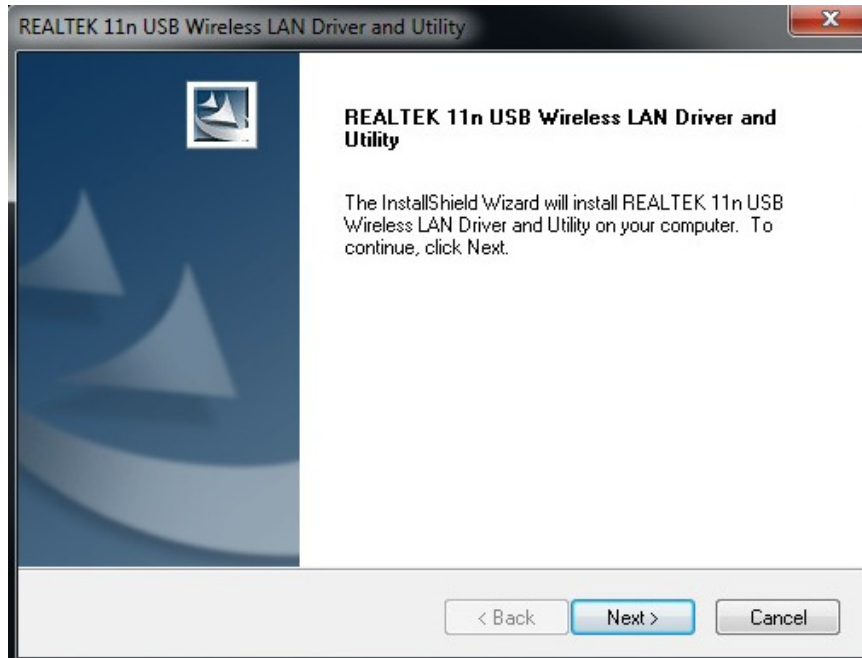 REALTEK 11n USB Wireless LAN Driver and Utility
REALTEK 11n USB Wireless LAN Driver and
Utility
The InstallShield Wizard will install REALTEK 11n USB
Wireless LAN Driver and Utility on your computer.  To
continue, click Next.
< Back
Next >
Cancel